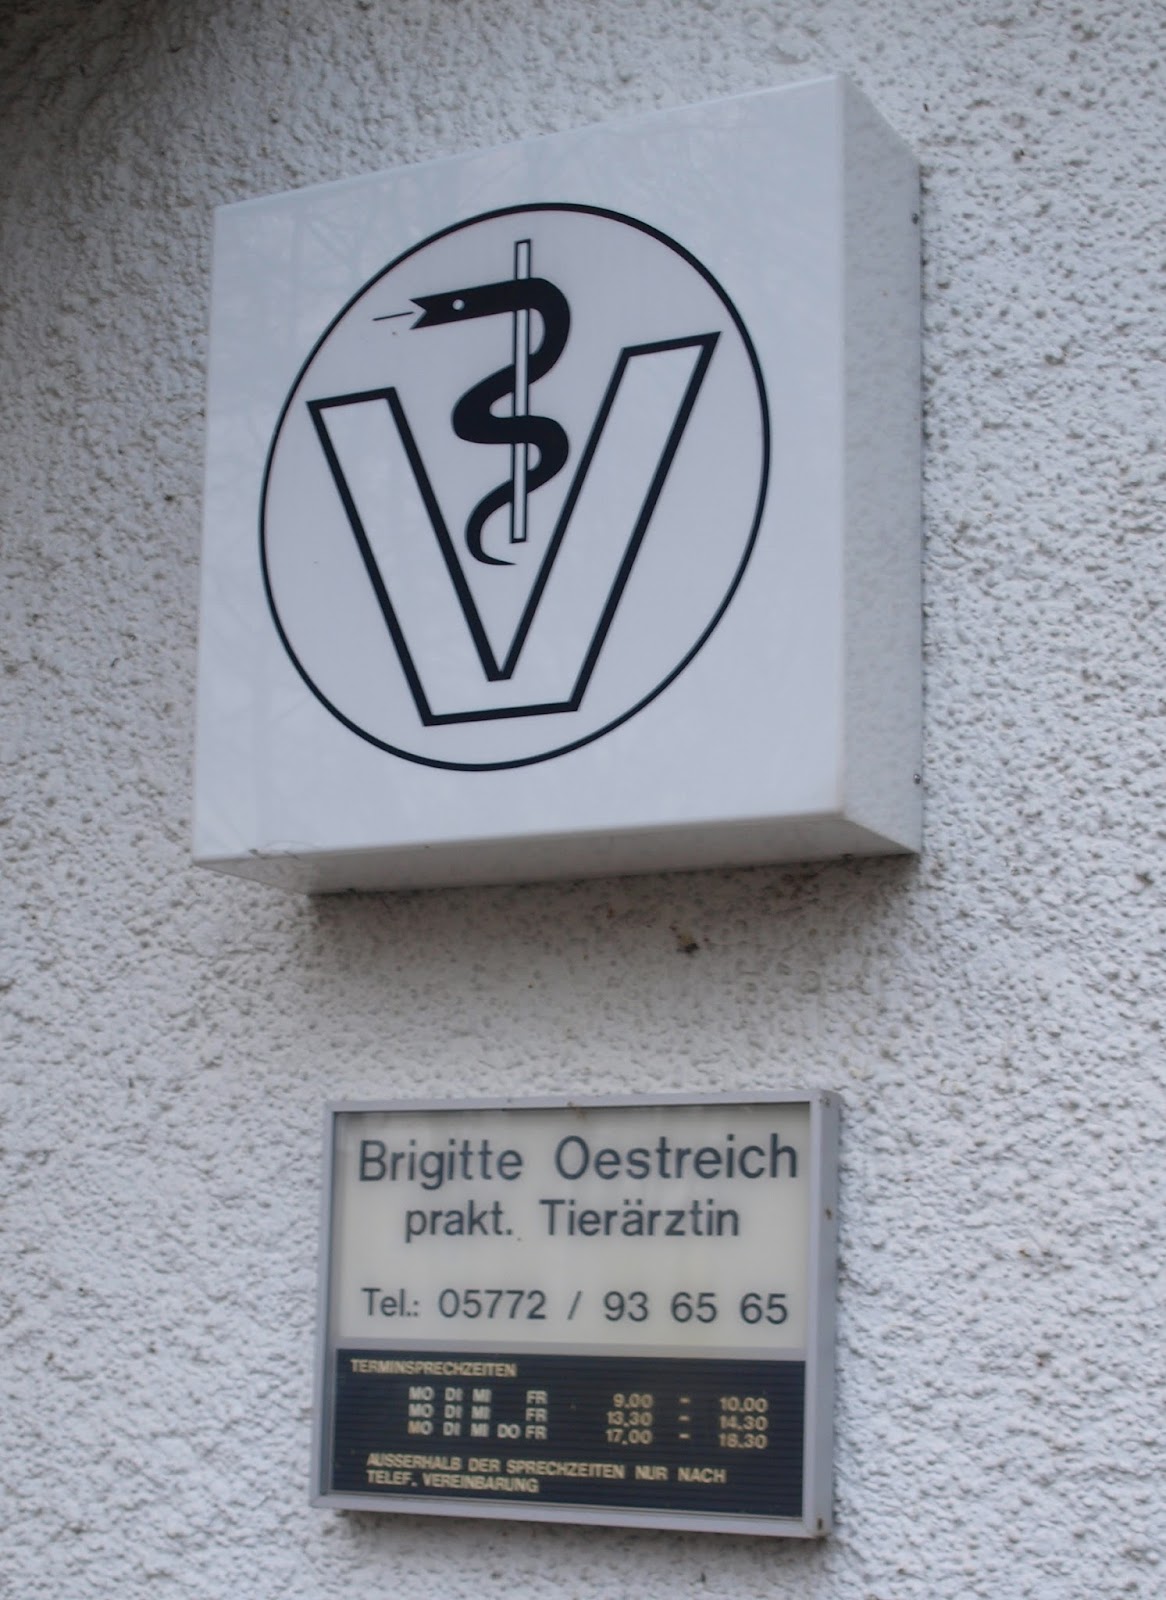 V
Brigitte Oestreich
prakt. Tierärztin
Tel.: 05772 / 93 65 65
TERMINSPRECHZEITEN
MO DI MI FR 9.00 - 10.00
MO DI MI FR 13.30 - 14.30
MO DI MI DO FR 17.00 - 18.30
AUSSERHALB DER SPRECHZEITEN NUR NACH
TELEF. VEREINBARUNG